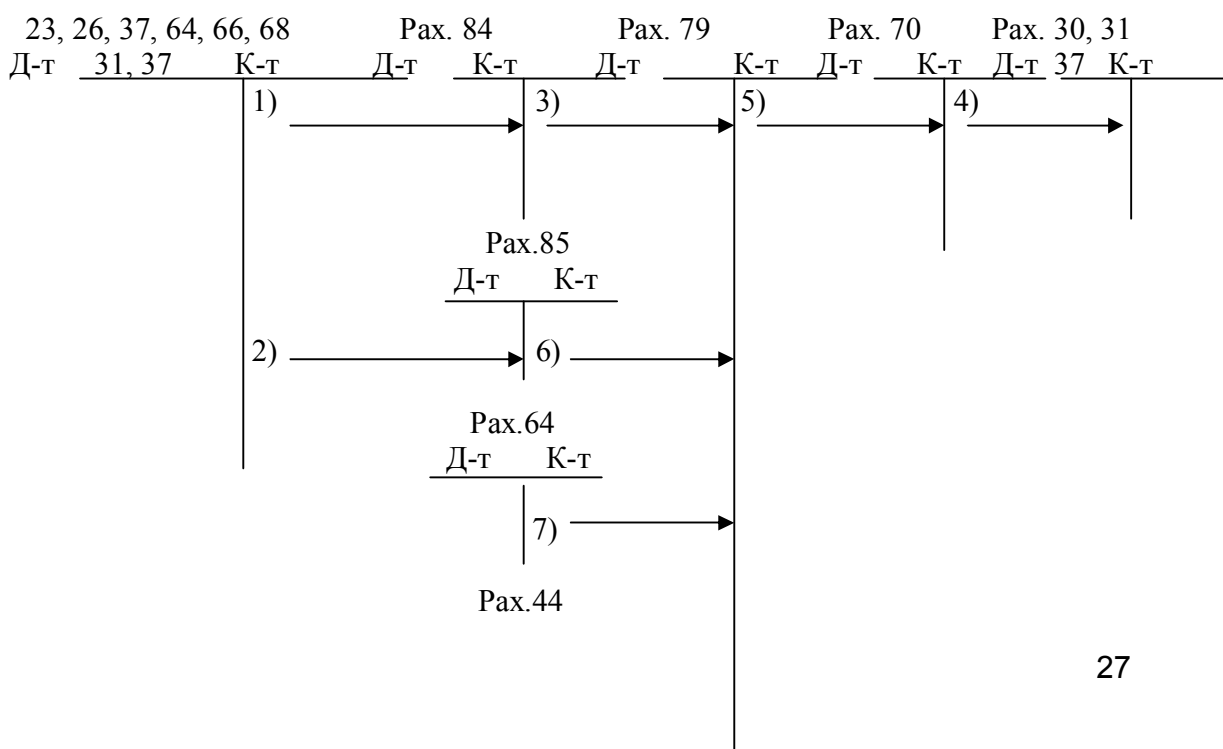 23, 26, 37, 64, 66, 68 Рах. 84 Рах. 79 Рах. 70 Рах. 30, 31
Д-т 31, 37 К-т Д-т К-т Д-т К-т Д-т К-т Д-т 37 К-т
1) 3) 5) 4)
Рах.85
Д-т К-т
2) 6)
Рах.64
Д-т К-т
7)
Рах.44
27